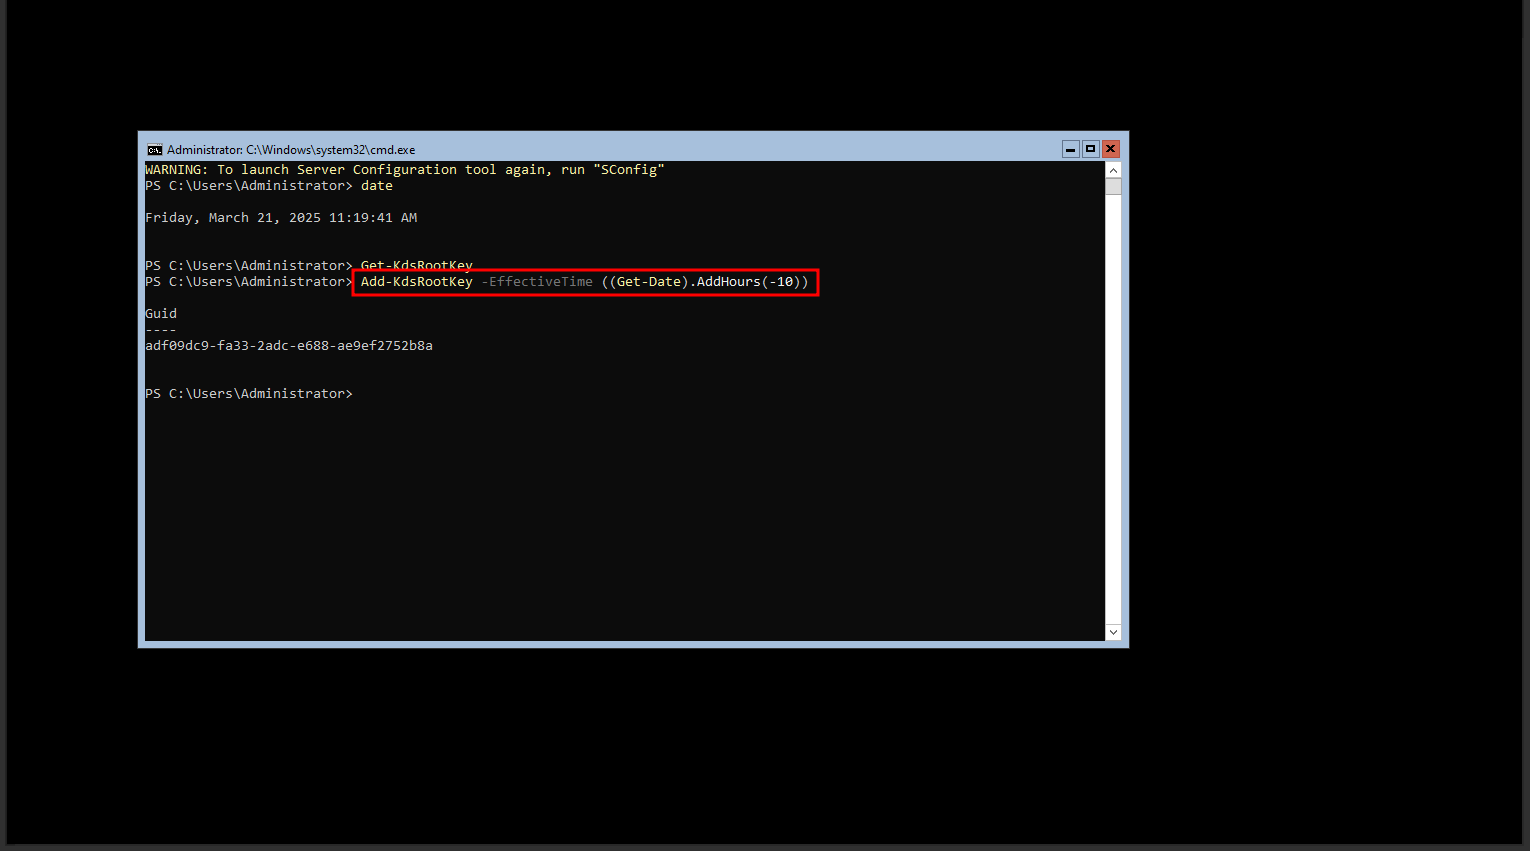 Administrator: C:\Windows\system32\cmd.exe
WARNING: To launch Server Configuration tool again, run "SConfig"
PS C:\Users\Administrator> date
Friday, March 21, 2025 11:19:41 AM
PS C:\Users\Administrator> Get-KdsRootKey
PS C:\Users\Administrator> Add-KdsRootKey -EffectiveTime ((Get-Date).AddHours(-10))
Guid
----
adf09dc9-fa33-2adc-e688-ae9ef2752b8a
PS C:\Users\Administrator>